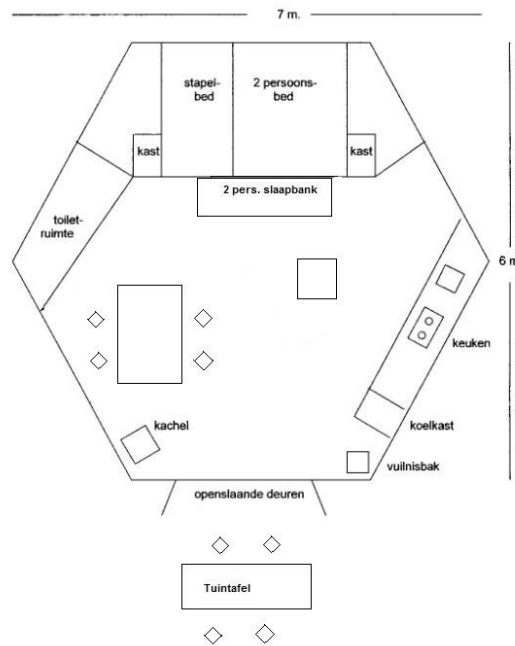 7 m.
stapel-
bed
2 persoons-
bed
kast
kast
2 pers. slaapbank
toilet-
ruimte
6 m
keuken
kachel
koelkast
vuilnisbak
openslaande deuren
Tuintafel